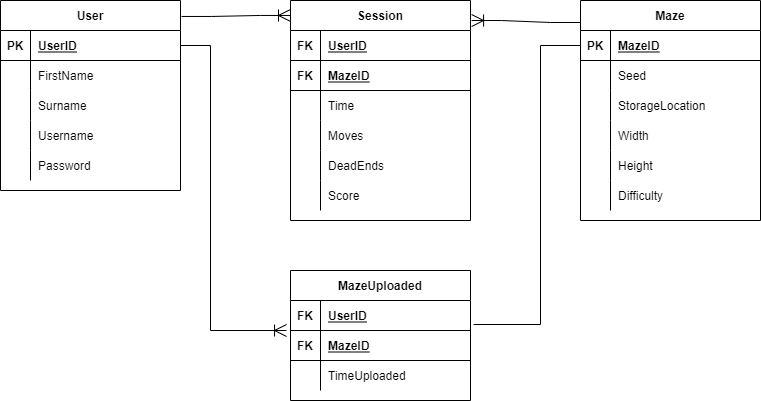 User
PK UserID
FirstName
Surname
Username
Password
Session
FK UserID
FK MazeID
Time
Moves
DeadEnds
Score
Maze
PK MazeID
Seed
StorageLocation
Width
Height
Difficulty
MazeUploaded
FK UserID
FK MazeID
TimeUploaded